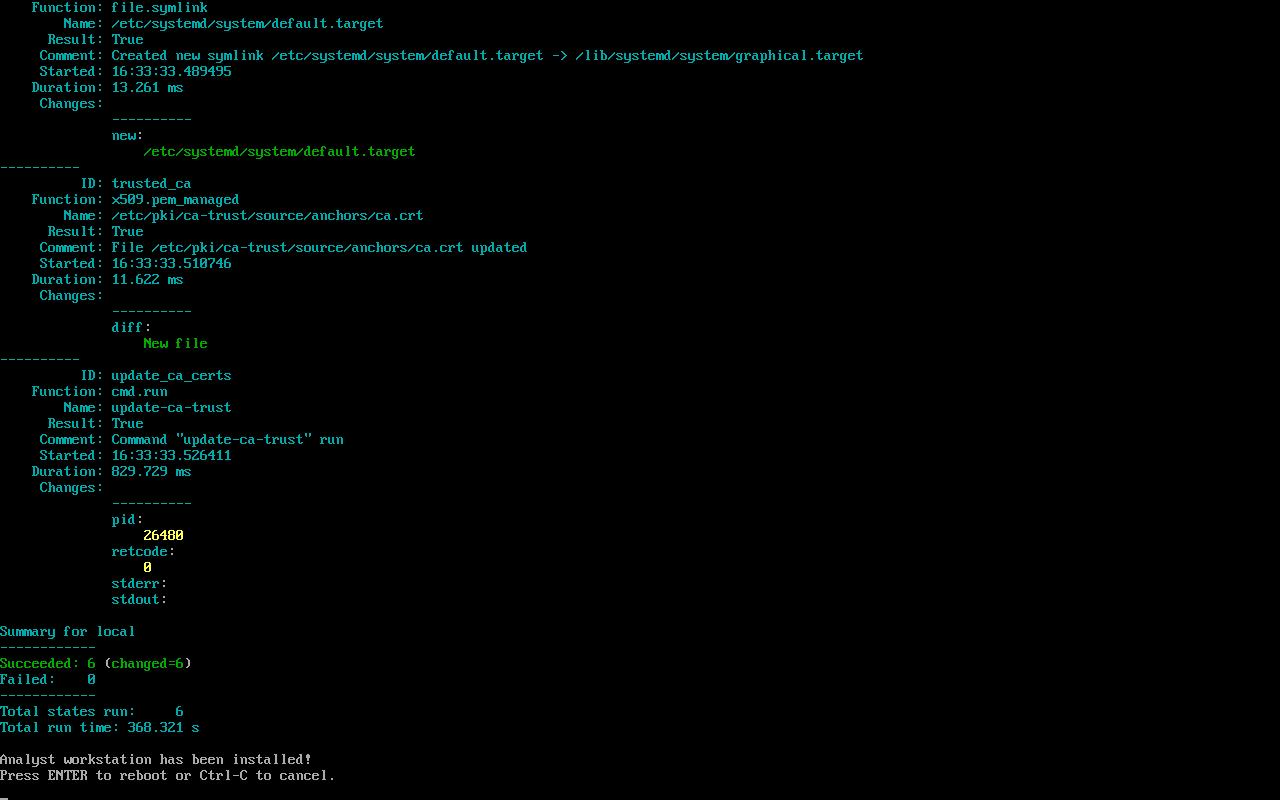 Function: file.symlink
Name: /etc/systemd/system/default.target
Result: True
Comment: Created new symlink /etc/systemd/system/default.target -> /lib/systemd/system/graphical.target
Started: 16:33:33.489495
Duration: 13.261 ms
Changes:
----------
new:
/etc/systemd/system/default.target
----------
ID: trusted_ca
Function: x509.pem_managed
Name: /etc/pki/ca-trust/source/anchors/ca.crt
Result: True
Comment: File /etc/pki/ca-trust/source/anchors/ca.crt updated
Started: 16:33:33.510746
Duration: 11.622 ms
Changes:
----------
diff:
New file
----------
ID: update_ca_certs
Function: cmd.run
Name: update-ca-trust
Result: True
Comment: Command "update-ca-trust" run
Started: 16:33:33.526411
Duration: 829.729 ms
Changes:
----------
pid:
26480
retcode:
0
stderr:
stdout:
Summary for local
------------
Succeeded: 6 (changed=6)
Failed: 0
------------
Total states run: 6
Total run time: 368.321 s
Analyst workstation has been installed!
Press ENTER to reboot or Ctrl-C to cancel.